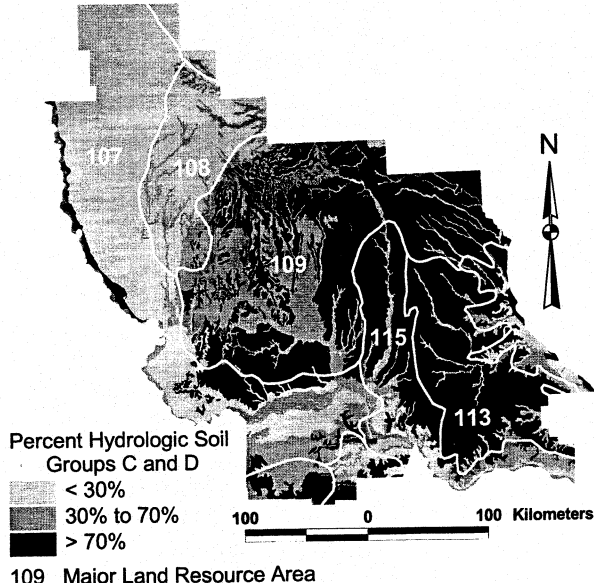 N
107
108
109
115
113
Percent Hydrologic Soil
Groups C and D
< 30%
30% to 70%
> 70%
100 0 100 Kilometers
109 Major Land Resource Area